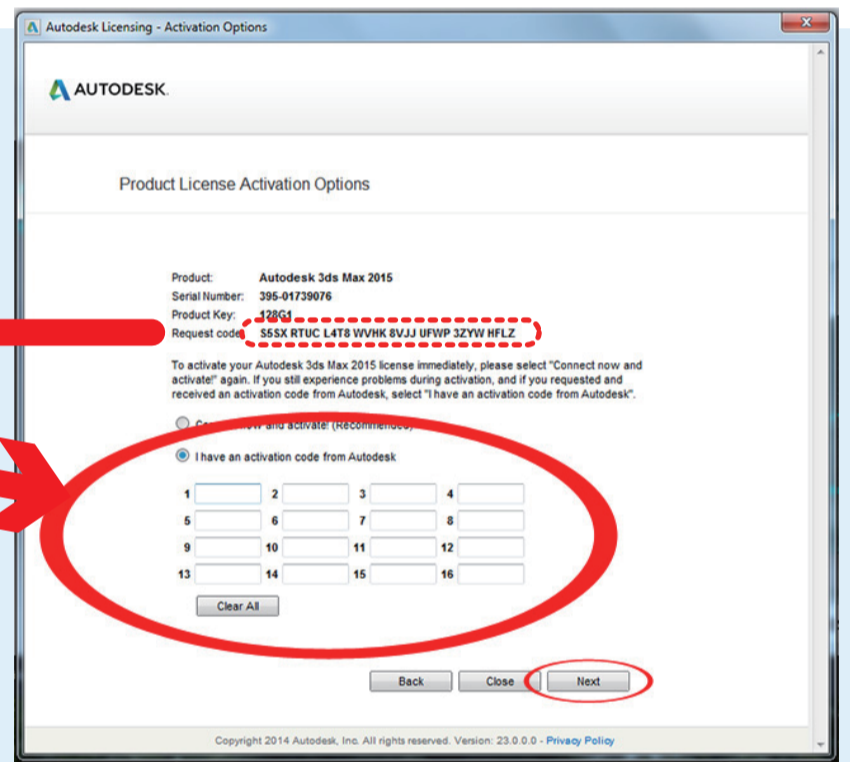 Autodesk Licensing - Activation Options
AUTODESK.
Product License Activation Options
Product: Autodesk 3ds Max 2015
Serial Number: 395-01739076
Product Key: 128G1
Request code: S5SX RTUC L4T8 WVHK 8VJJ UFWP 3ZYW HFLZ
To activate your Autodesk 3ds Max 2015 license immediately, please select "Connect now and
activate!" again. If you still experience problems during activation, and if you requested and
received an activation code from Autodesk, select "I have an activation code from Autodesk".
and activate! (Recommended)
I have an activation code from Autodesk
1 2 3 4
5 6 7 8
9 10 11 12
13 14 15 16
Clear All
Back Close Next
Copyright 2014 Autodesk, Inc. All rights reserved. Version: 23.0.0.0 - Privacy Policy